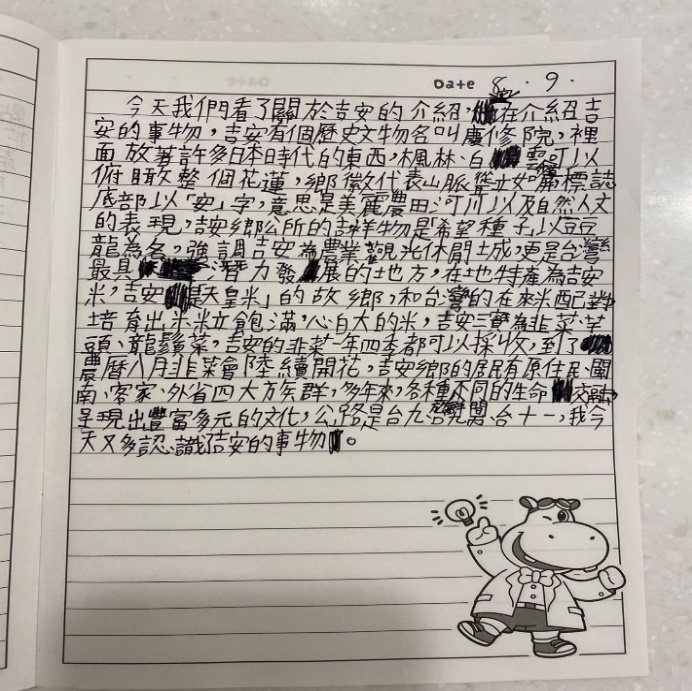 Date 8 · 9 ·
今天我們看了關於吉安的介紹,在介紹吉
安的事物,吉安有個歷史文物名叫慶修院,裡
面放著許多日本時代的東西,楓林、白雲可以
俯瞰整個花蓮,鄉徽代表山脈聳立如屏標誌
底部以「安」字,意思是美麗農田河川以及自然人文
的表現,吉安鄉公所的詳物是希望種子,以豆豆
龍為名,強調吉安為農業觀光休閒城,更是台灣
最具潛力發展的地方,在地特產為吉安
米,吉安是「天皇米」的故鄉,和台灣的在來米配對
培育出米粒飽滿,心白大的米,吉安三寶為韭菜、芋
頭、龍鬚菜,吉安的韭菜一年四季都可以採收,到了
農曆八月韭菜會陸續開花,吉安鄉的居民有原住民、閩
南、客家、外省四大方族群,多年來,各種不同的生命交融,
呈現出豐富多元的文化,公路是台九,台十一,我今
天又多認識了吉安的事物。